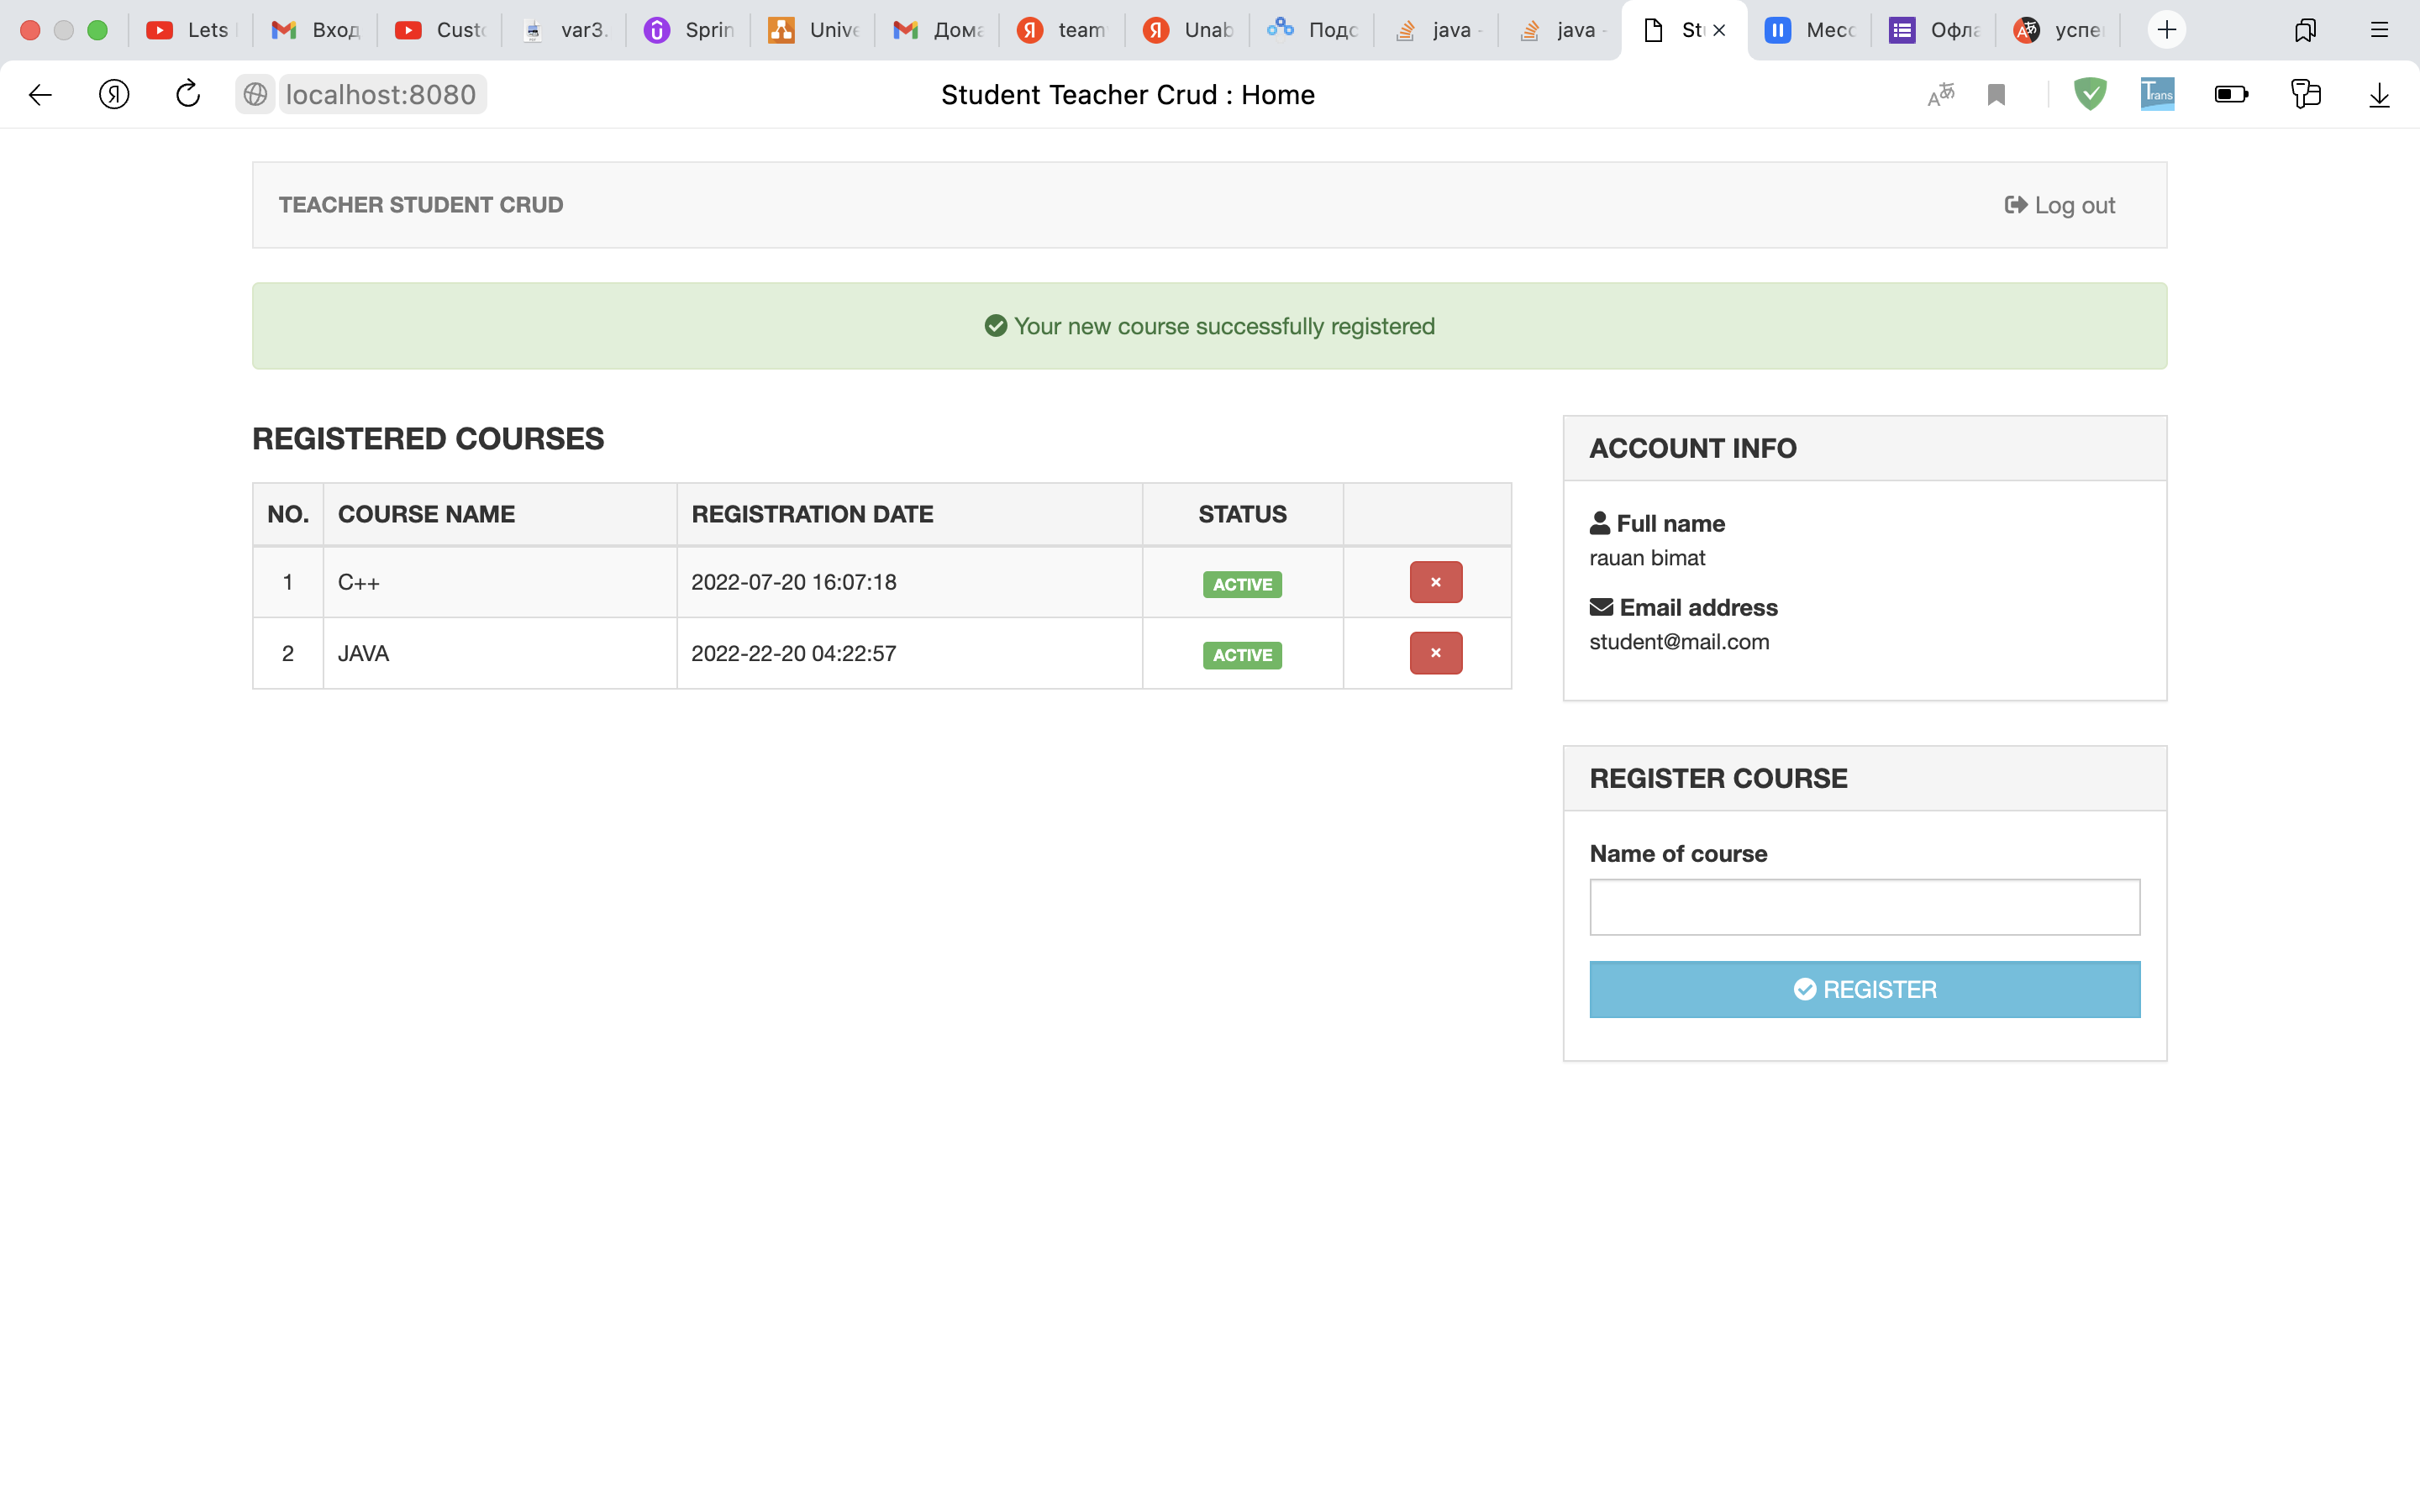 Lets Вход Custo var3. Sprin Unive Дома team Unab Подс java - java - St Месс Офла успе
localhost:8080 Student Teacher Crud : Home Trans
TEACHER STUDENT CRUD Log out
Your new course successfully registered
REGISTERED COURSES
NO. COURSE NAME REGISTRATION DATE STATUS
1 C++ 2022-07-20 16:07:18 ACTIVE ×
2 JAVA 2022-22-20 04:22:57 ACTIVE ×
ACCOUNT INFO
Full name
rauan bimat
Email address
student@mail.com
REGISTER COURSE
Name of course
REGISTER